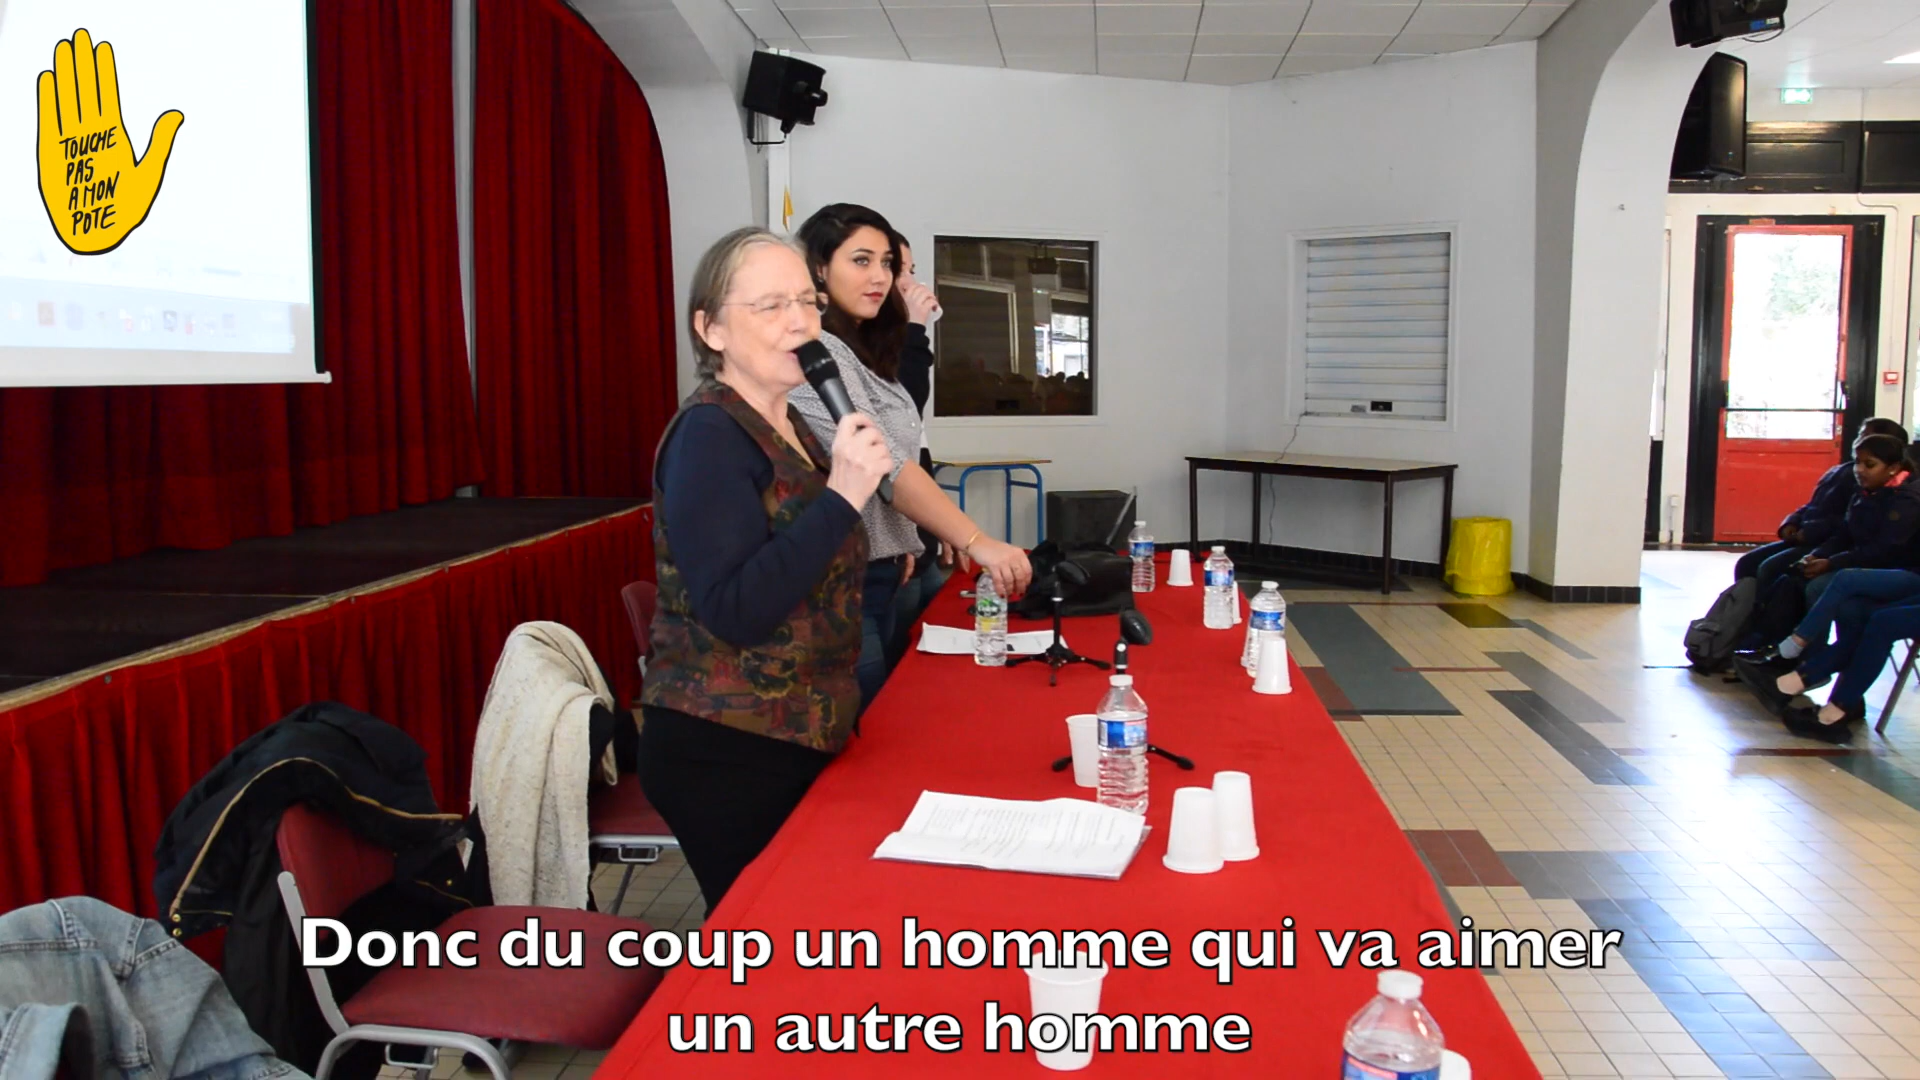 TOUCHE
PAS
A MON
POTE
Donc du coup un homme qui va aimer
un autre homme